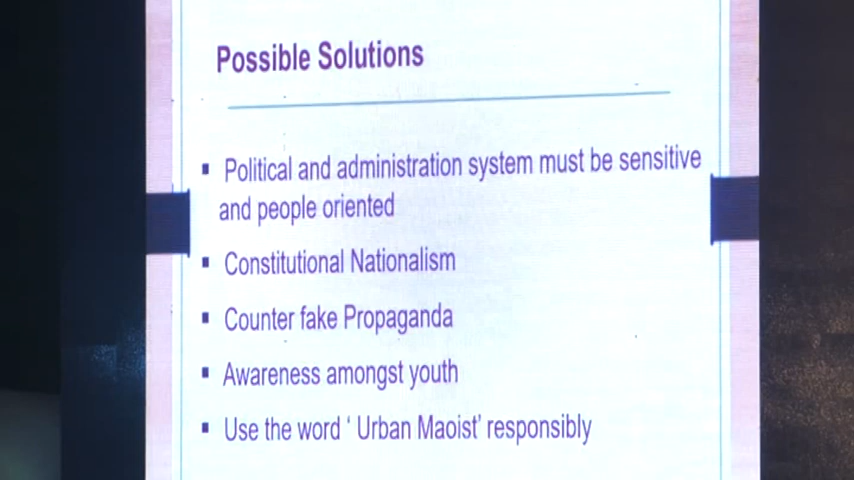 Possible Solutions
▪ Political and administration system must be sensitive
and people oriented
▪ Constitutional Nationalism
▪ Counter fake Propaganda
▪ Awareness amongst youth
▪ Use the word ‘ Urban Maoist’ responsibly